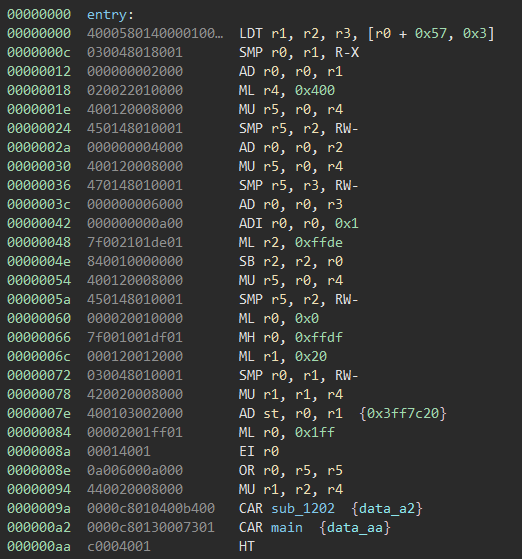 00000000 entry:
00000000 4000580140000100… LDT r1, r2, r3, [r0 + 0x57, 0x3]
0000000c 030048018001 SMP r0, r1, R-X
00000012 000000002000 AD r0, r0, r1
00000018 020022010000 ML r4, 0x400
0000001e 400120008000 MU r5, r0, r4
00000024 450148010001 SMP r5, r2, RW-
0000002a 000000004000 AD r0, r0, r2
00000030 400120008000 MU r5, r0, r4
00000036 470148010001 SMP r5, r3, RW-
0000003c 000000006000 AD r0, r0, r3
00000042 000000000a00 ADI r0, r0, 0x1
00000048 7f002101de01 ML r2, 0xffde
0000004e 840010000000 SB r2, r2, r0
00000054 400120008000 MU r5, r0, r4
0000005a 450148010001 SMP r5, r2, RW-
00000060 000020010000 ML r0, 0x0
00000066 7f001001df01 MH r0, 0xffdf
0000006c 000120012000 ML r1, 0x20
00000072 030048010001 SMP r0, r1, RW-
00000078 420020008000 MU r1, r1, r4
0000007e 400103002000 AD st, r0, r1 {0x3ff7c20}
00000084 00002001ff01 ML r0, 0x1ff
0000008a 00014001 EI r0
0000008e 0a006000a000 OR r0, r5, r5
00000094 440020008000 MU r1, r2, r4
0000009a 0000c8010400b400 CAR sub_1202 {data_a2}
000000a2 0000c80130007301 CAR main {data_aa}
000000aa c0004001 HT